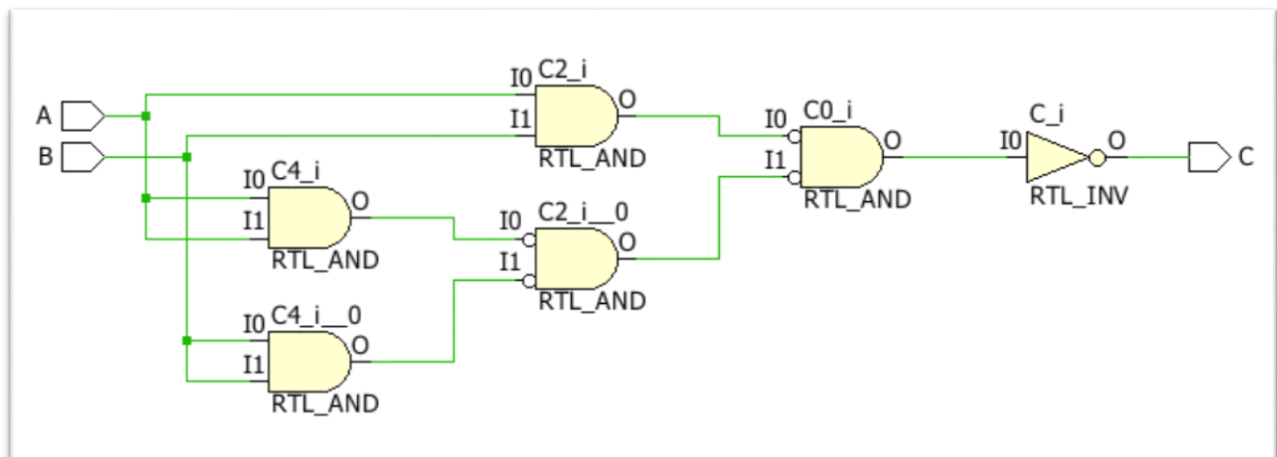 C2_i
I0
O
A
I1
C0_i
C_i
I0
O
I0
O
B
RTL_AND
I1
C
C4_i
RTL_AND
RTL_INV
I0
O
I1
C2_i__0
I0
O
RTL_AND
I1
RTL_AND
C4_i__0
I0
O
I1
RTL_AND